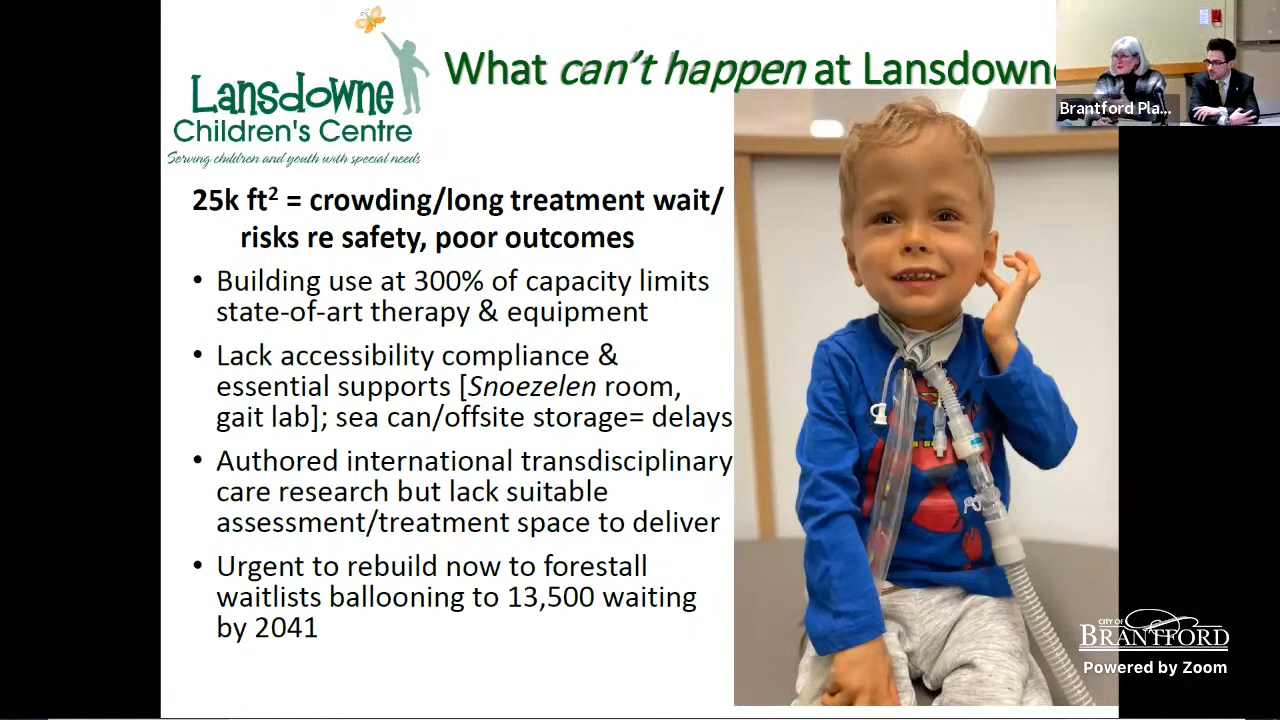 What can't happen at Lansdowne
Brantford Pla...
Lansdowne
Children's Centre
Serving children and youth with special needs
25k ft² = crowding/long treatment wait/
risks re safety, poor outcomes
• Building use at 300% of capacity limits
state-of-art therapy & equipment
• Lack accessibility compliance &
essential supports [Snoezelen room,
gait lab]; sea can/offsite storage= delays
• Authored international transdisciplinary
care research but lack suitable
assessment/treatment space to deliver
• Urgent to rebuild now to forestall
waitlists ballooning to 13,500 waiting
by 2041
CITY OF
BRANTFORD
Powered by Zoom